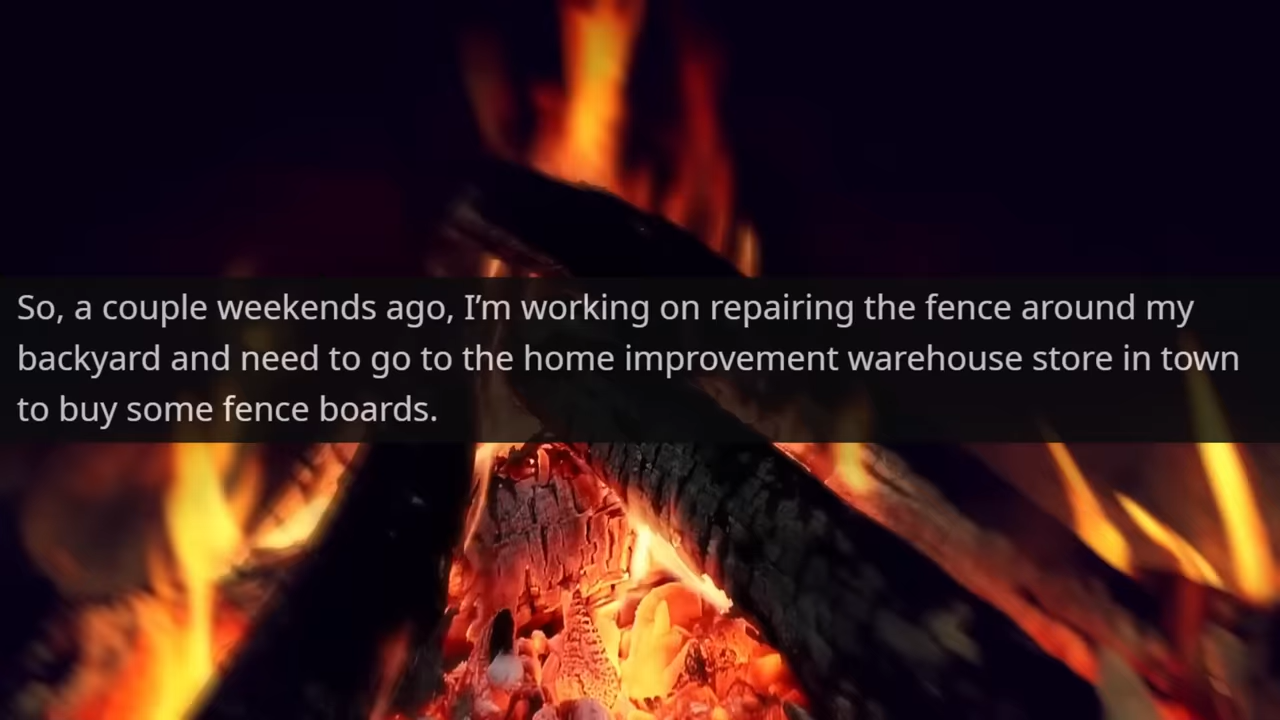 So, a couple weekends ago, I’m working on repairing the fence around my
backyard and need to go to the home improvement warehouse store in town
to buy some fence boards.